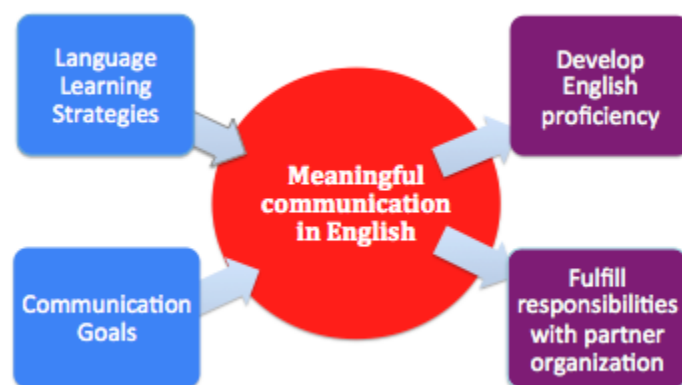 Language
Learning
Strategies
Communication
Goals
Meaningful
communication
in English
Develop
English
proficiency
Fulfill
responsibilities
with partner
organization